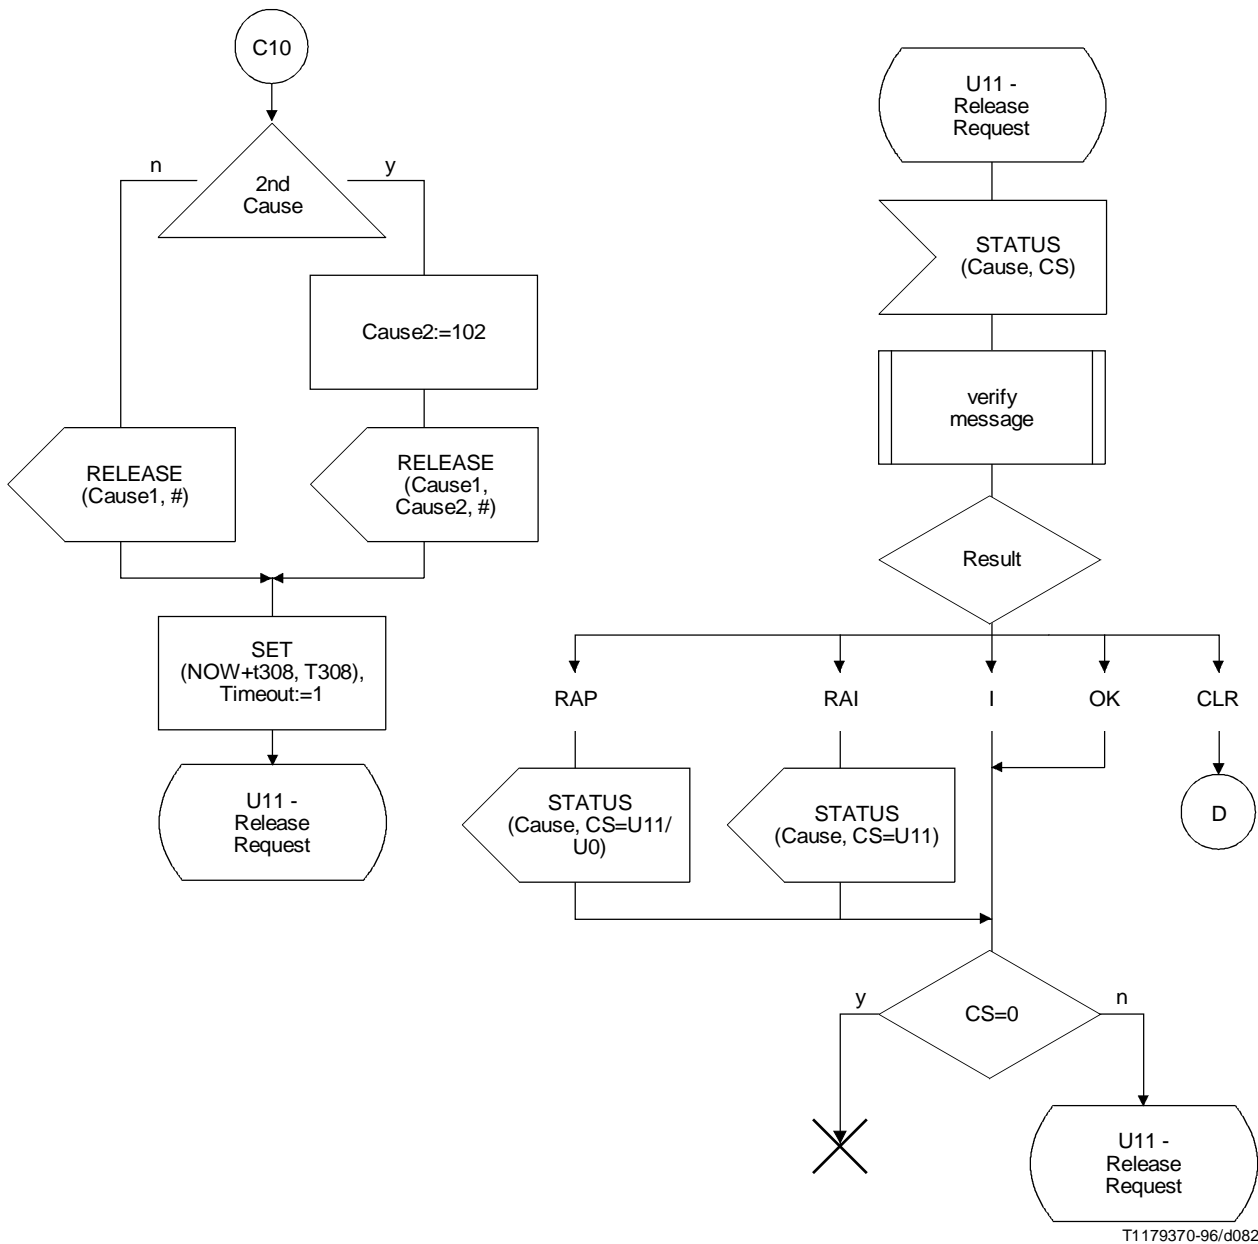 C10
n
y
2nd
Cause
Cause2:=102
RELEASE
(Cause1, #)
RELEASE
(Cause1,
Cause2, #)
SET
(NOW+t308, T308),
Timeout:=1
U11 -
Release
Request
U11 -
Release
Request
STATUS
(Cause, CS)
verify
message
Result
RAP
RAI
I
OK
CLR
STATUS
(Cause, CS=U11/
U0)
STATUS
(Cause, CS=U11)
D
y
CS=0
n
U11 -
Release
Request
T1179370-96/d082